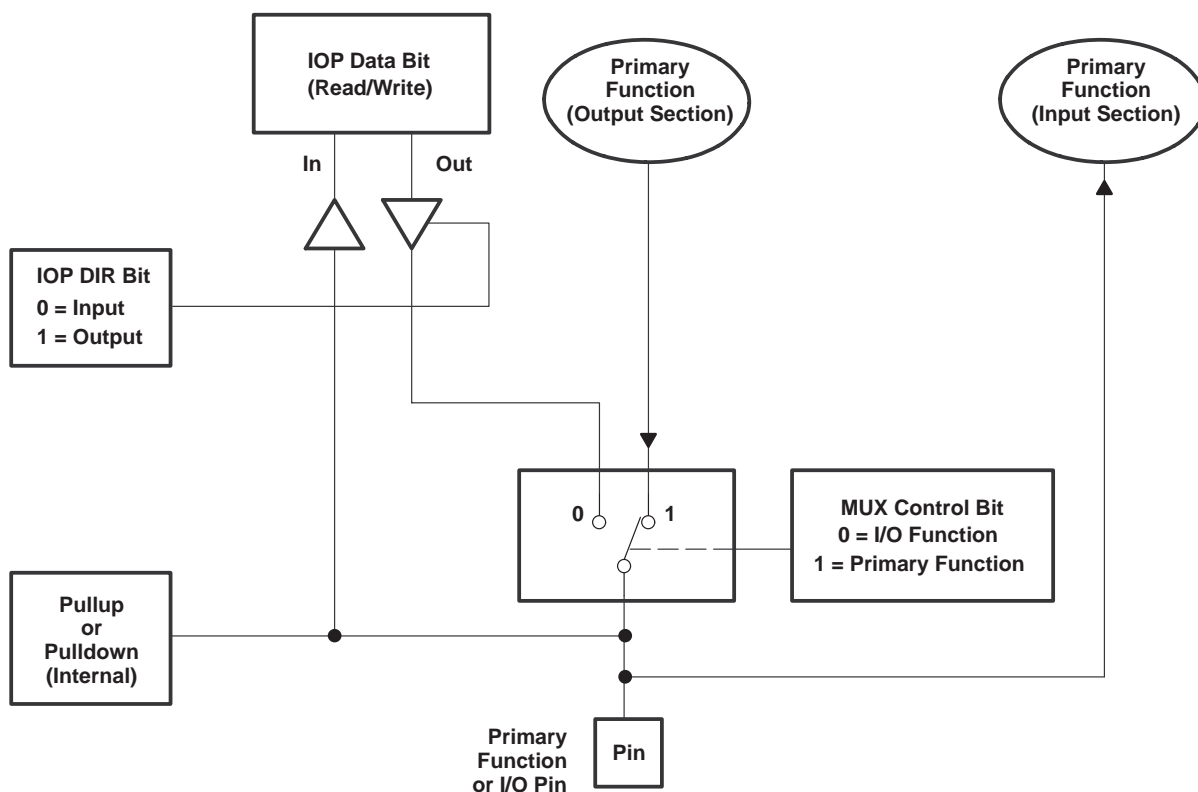 IOP Data Bit
(Read/Write)
Primary
Function
(Output Section)
Primary
Function
(Input Section)
In
Out
IOP DIR Bit
0 = Input
1 = Output
0
1
MUX Control Bit
0 = I/O Function
1 = Primary Function
Pullup
or
Pulldown
(Internal)
Primary
Function
or I/O Pin
Pin